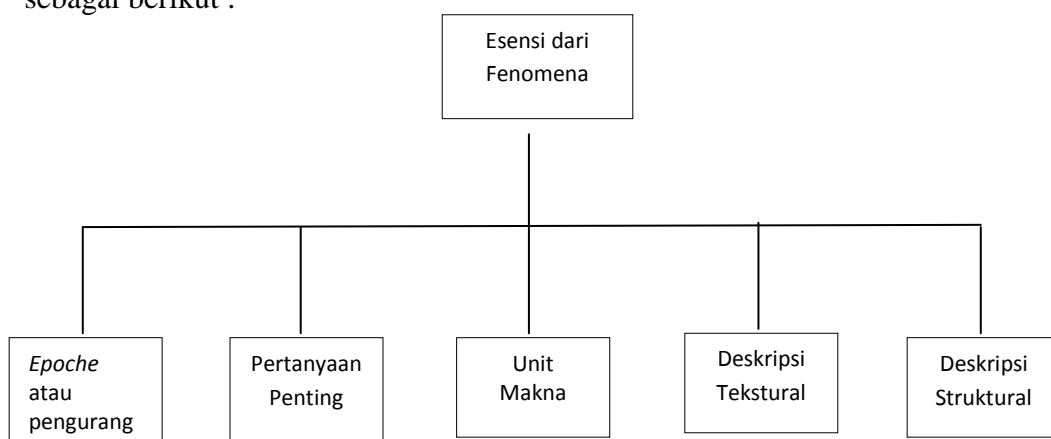 sebagai berikut :
Esensi dari
Fenomena
Epoche
atau
pengurang
Pertanyaan
Penting
Unit
Makna
Deskripsi
Tekstural
Deskripsi
Struktural